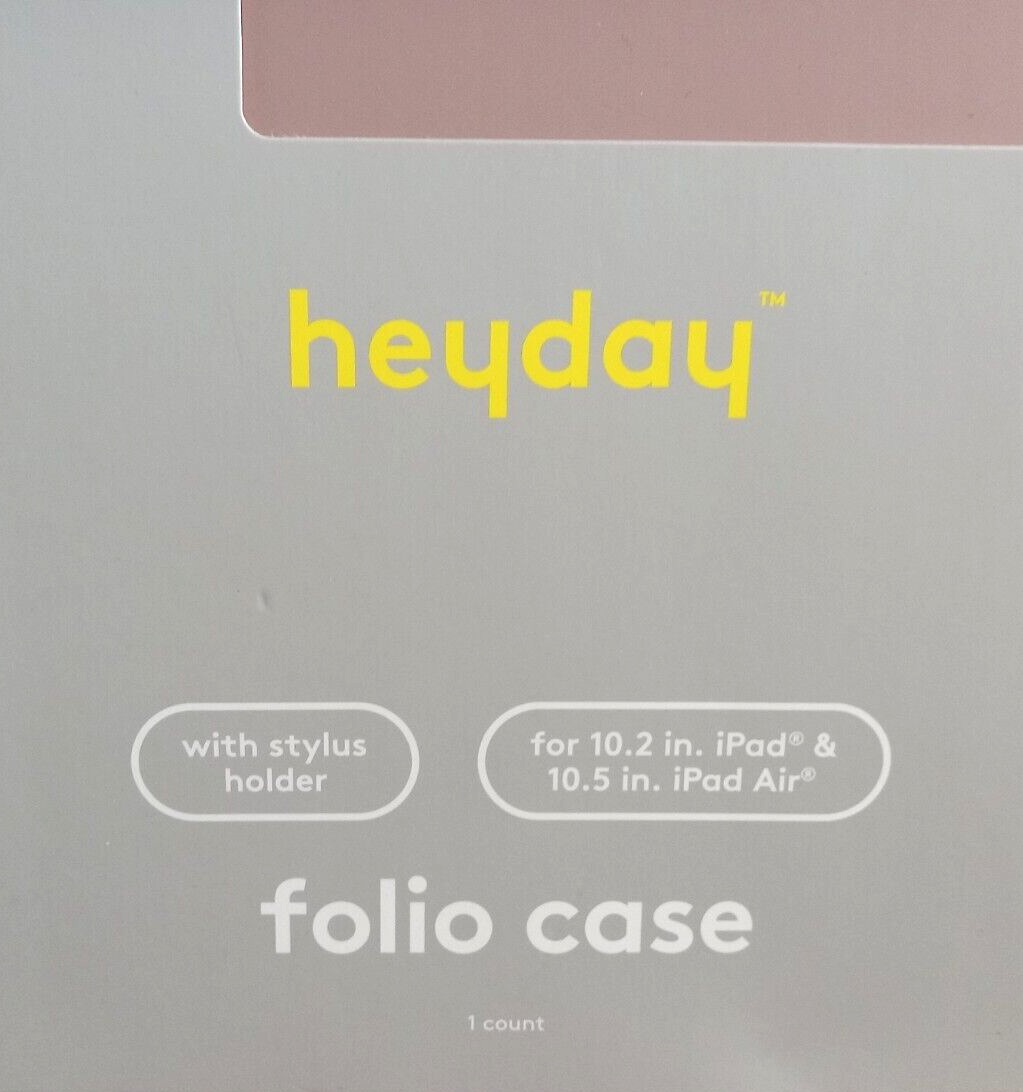 heyday™
with stylus
holder
for 10.2 in. iPad® &
10.5 in. iPad Air®
folio case
1 count